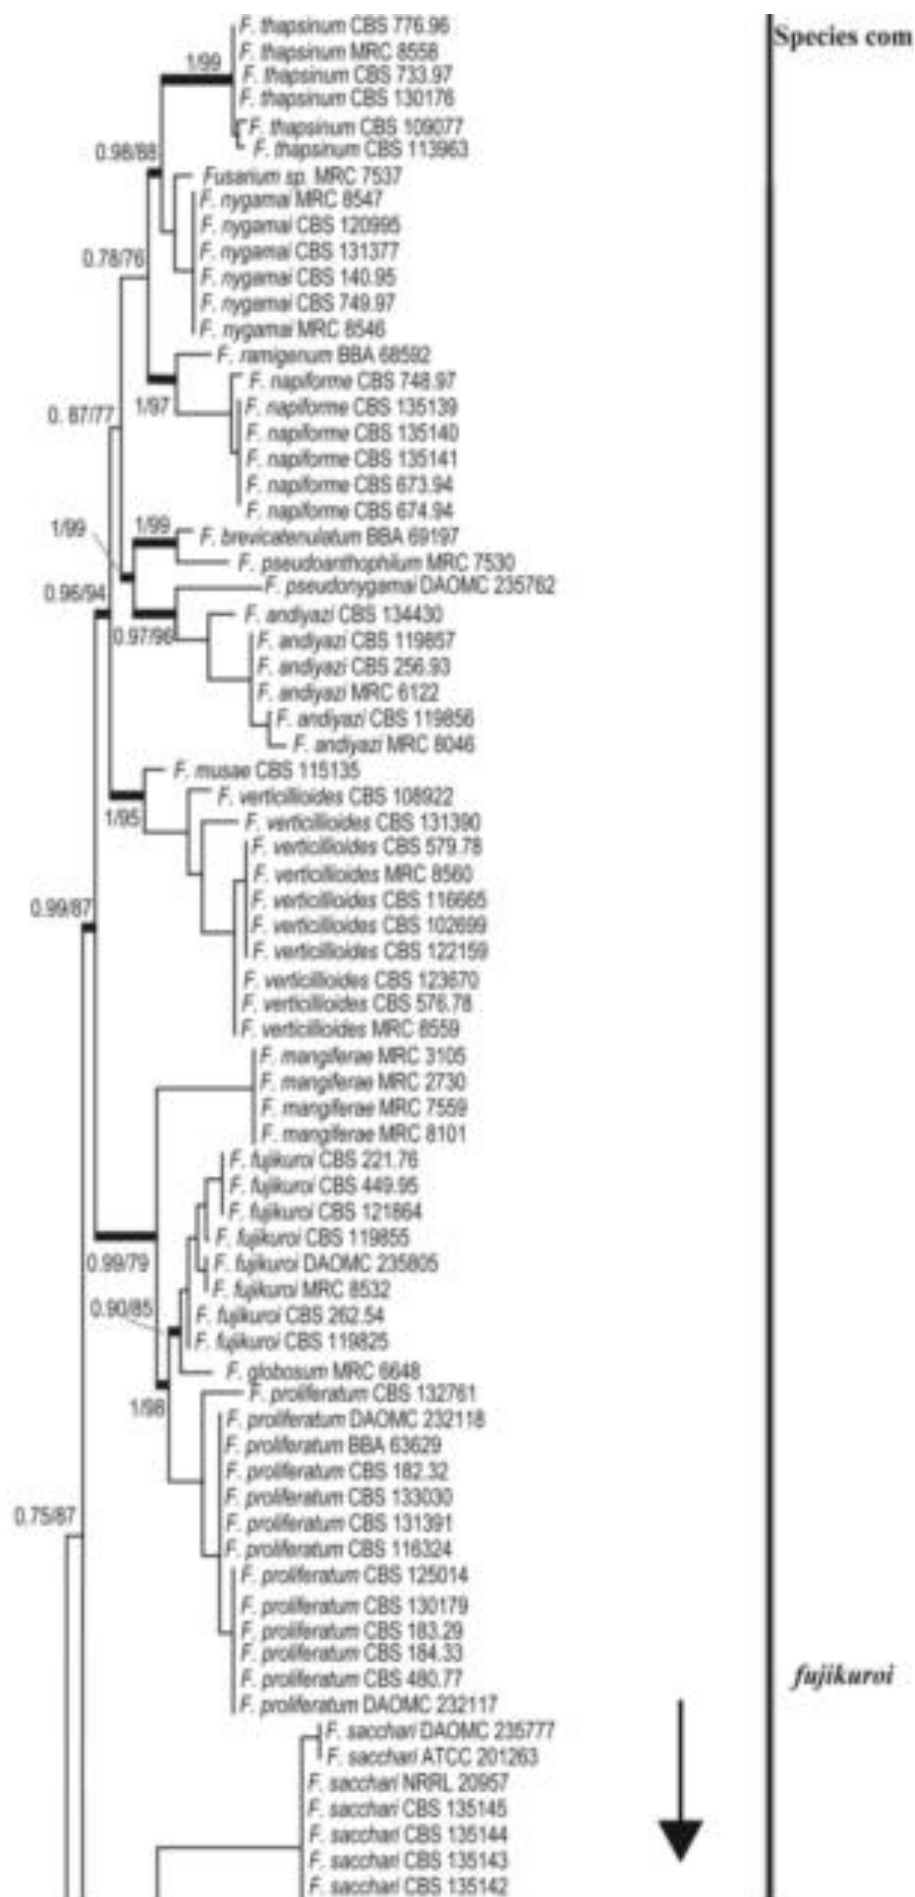 F. thapsinum CBS 776.96
Species com
F. thapsinum MRC 8558
1/99
F. thapsinum CBS 733.97
F. thapsinum CBS 130176
F. thapsinum CBS 109077
0.98/88
F. thapsinum CBS 113963
Fusarium sp. MRC 7537
F. nygamai MRC 8547
F. nygamai CBS 120995
F. nygamai CBS 131377
0.78/76
F. nygamai CBS 140.95
F. nygamai CBS 749.97
F. nygamai MRC 8546
F. ramigenum BBA 68592
F. napiforme CBS 748.97
1/97
F. napiforme CBS 135139
0. 87/77
F. napiforme CBS 135140
F. napiforme CBS 135141
F. napiforme CBS 673.94
F. napiforme CBS 674.94
1/99
1/99
F. brevicatenulatum BBA 69197
F. pseudoanthophilum MRC 7530
F. pseudonygamai DAOMC 235762
0.96/94
F. andiyazi CBS 134430
0.97/96
F. andiyazi CBS 119857
F. andiyazi CBS 256.93
F. andiyazi MRC 6122
F. andiyazi CBS 119856
F. andiyazi MRC 8046
F. musae CBS 115135
F. verticillioides CBS 108922
1/95
F. verticillioides CBS 131390
F. verticillioides CBS 579.78
F. verticillioides MRC 8560
F. verticillioides CBS 116665
0.99/87
F. verticillioides CBS 102699
F. verticillioides CBS 122159
F. verticillioides CBS 123670
F. verticillioides CBS 576.78
F. verticillioides MRC 8559
F. mangiferae MRC 3105
F. mangiferae MRC 2730
F. mangiferae MRC 7559
F. mangiferae MRC 8101
F. fujikuroi CBS 221.76
F. fujikuroi CBS 449.95
F. fujikuroi CBS 121864
F. fujikuroi CBS 119855
0.99/79
F. fujikuroi DAOMC 235805
F. fujikuroi MRC 8532
0.90/85
F. fujikuroi CBS 262.54
F. fujikuroi CBS 119825
F. globosum MRC 6648
F. proliferatum CBS 132761
1/98
F. proliferatum DAOMC 232118
F. proliferatum BBA 63629
F. proliferatum CBS 182.32
F. proliferatum CBS 133030
0.75/87
F. proliferatum CBS 131391
F. proliferatum CBS 116324
F. proliferatum CBS 125014
F. proliferatum CBS 130179
F. proliferatum CBS 183.29
F. proliferatum CBS 184.33
F. proliferatum CBS 480.77
fujikuroi
F. proliferatum DAOMC 232117
F. sacchari DAOMC 235777
F. sacchari ATCC 201263
F. sacchari NRRL 20957
F. sacchari CBS 135145
F. sacchari CBS 135144
F. sacchari CBS 135143
F. sacchari CBS 135142